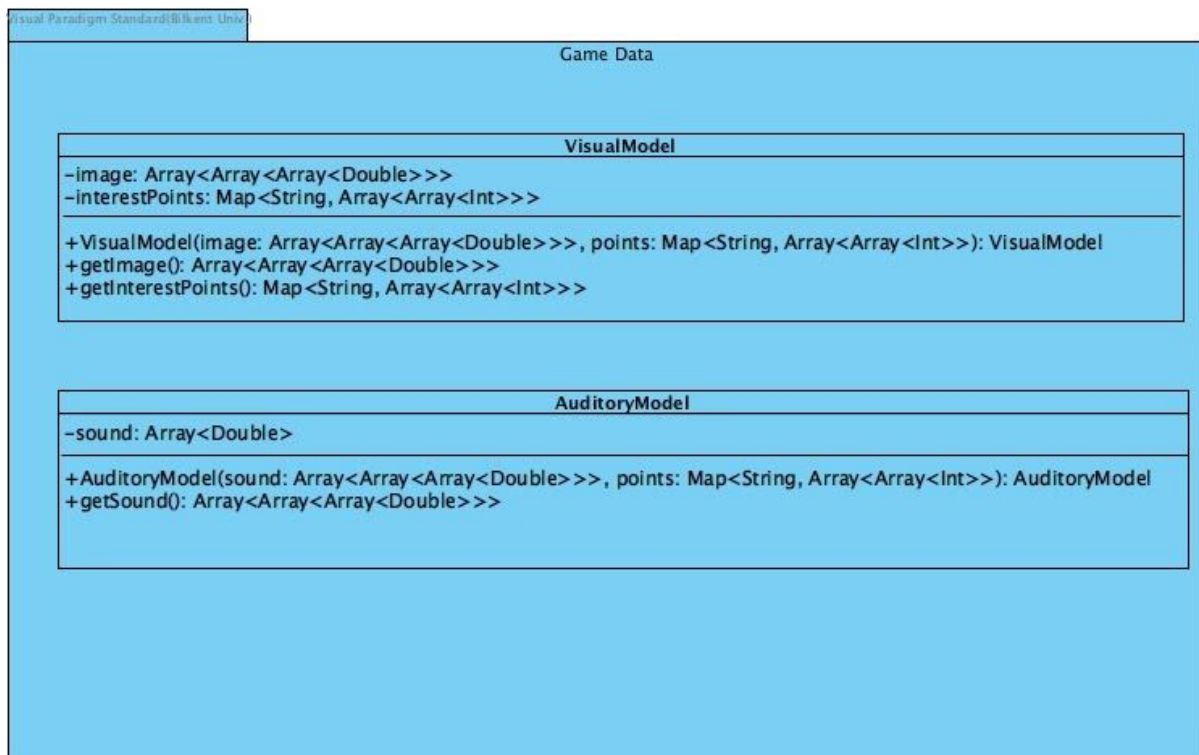 Visual Paradigm Standard(Bilkent Univ.)
Game Data
VisualModel
-image: Array<Array<Array<Double>>>
-interestPoints: Map<String, Array<Array<Int>>>
+VisualModel(image: Array<Array<Array<Double>>>, points: Map<String, Array<Array<Int>>): VisualModel
+getImage(): Array<Array<Array<Double>>>
+getInterestPoints(): Map<String, Array<Array<Int>>>
AuditoryModel
-sound: Array<Double>
+AuditoryModel(sound: Array<Array<Array<Double>>>, points: Map<String, Array<Array<Int>>): AuditoryModel
+getSound(): Array<Array<Array<Double>>>